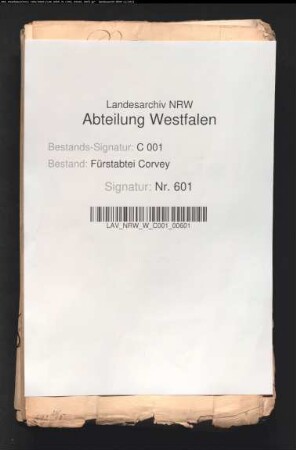 Landesarchiv NRW
Abteilung Westfalen
Bestands-Signatur: C 001
Bestand: Fürstabtei Corvey
Signatur: Nr. 601
LAV_NRW_W_C001_00601